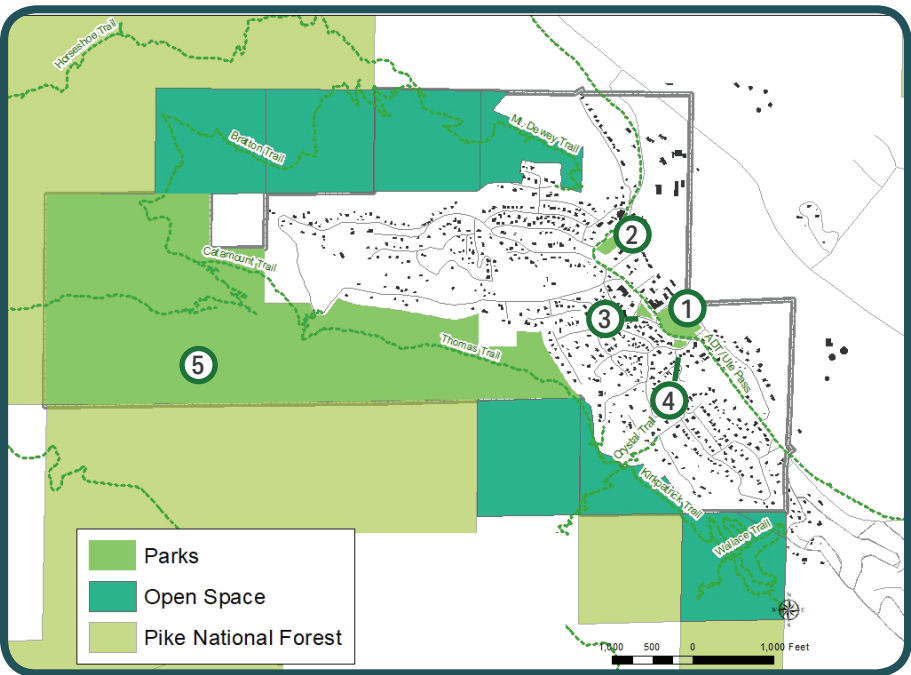 Horseshoe Trail
Mt. Dewey Trail
Bratton Trail
2
Catamount Trail
1
3
Thomas Trail
ADT/Ute Pass
5
4
Crystal Trail
Kirkpatrick Trail
Wallace Trail
Parks
Open Space
Pike National Forest
N
W E
S
1,000 500 0 1,000 Feet